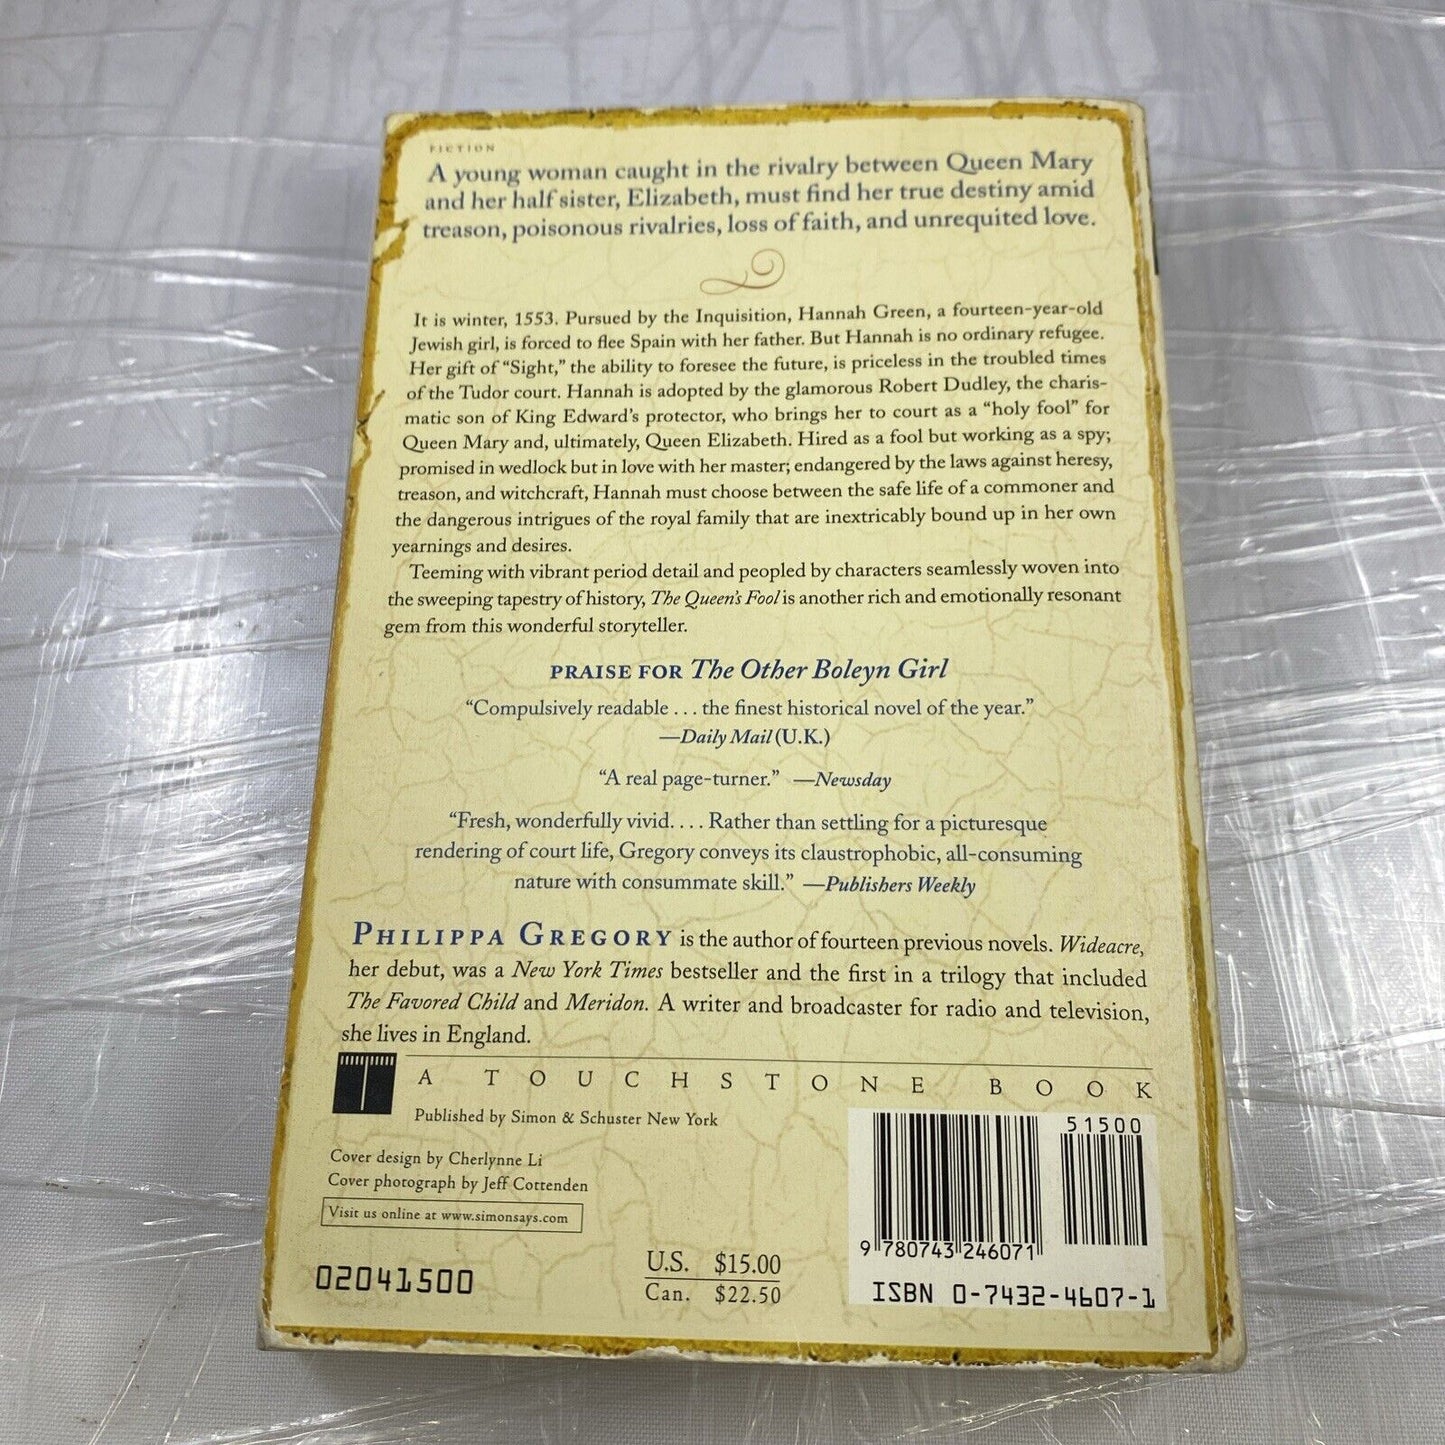 FICTION
A young woman caught in the rivalry between Queen Mary
and her half sister, Elizabeth, must find her true destiny amid
treason, poisonous rivalries, loss of faith, and unrequited love.
It is winter, 1553. Pursued by the Inquisition, Hannah Green, a fourteen-year-old
Jewish girl, is forced to flee Spain with her father. But Hannah is no ordinary refugee.
Her gift of “Sight,” the ability to foresee the future, is priceless in the troubled times
of the Tudor court. Hannah is adopted by the glamorous Robert Dudley, the charis-
matic son of King Edward’s protector, who brings her to court as a “holy fool” for
Queen Mary and, ultimately, Queen Elizabeth. Hired as a fool but working as a spy;
promised in wedlock but in love with her master; endangered by the laws against heresy,
treason, and witchcraft, Hannah must choose between the safe life of a commoner and
the dangerous intrigues of the royal family that are inextricably bound up in her own
yearnings and desires.
Teeming with vibrant period detail and peopled by characters seamlessly woven into
the sweeping tapestry of history, The Queen’s Fool is another rich and emotionally resonant
gem from this wonderful storyteller.
PRAISE FOR The Other Boleyn Girl
“Compulsively readable . . . the finest historical novel of the year.”
—Daily Mail (U.K.)
“A real page-turner.” —Newsday
“Fresh, wonderfully vivid. . . . Rather than settling for a picturesque
rendering of court life, Gregory conveys its claustrophobic, all-consuming
nature with consummate skill.” —Publishers Weekly
PHILIPPA GREGORY is the author of fourteen previous novels. Wideacre,
her debut, was a New York Times bestseller and the first in a trilogy that included
The Favored Child and Meridon. A writer and broadcaster for radio and television,
she lives in England.
A TOUCHSTONE BOOK
Published by Simon & Schuster New York
Cover design by Cherlynne Li
Cover photograph by Jeff Cottenden
Visit us online at www.simonsays.com
02041500
U.S. $15.00
Can. $22.50
51500
9 780743 246071
ISBN 0-7432-4607-1